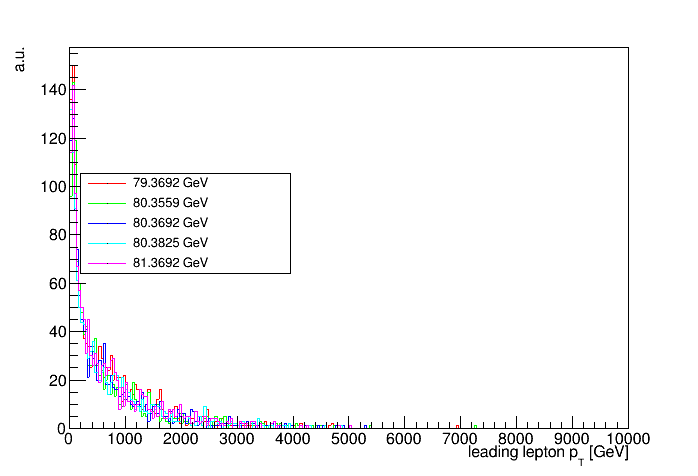 a.u.
140
120
100
80
60
40
20
0
79.3692 GeV
80.3559 GeV
80.3692 GeV
80.3825 GeV
81.3692 GeV
0 1000 2000 3000 4000 5000 6000 7000 8000 9000 10000
leading lepton p_T [GeV]